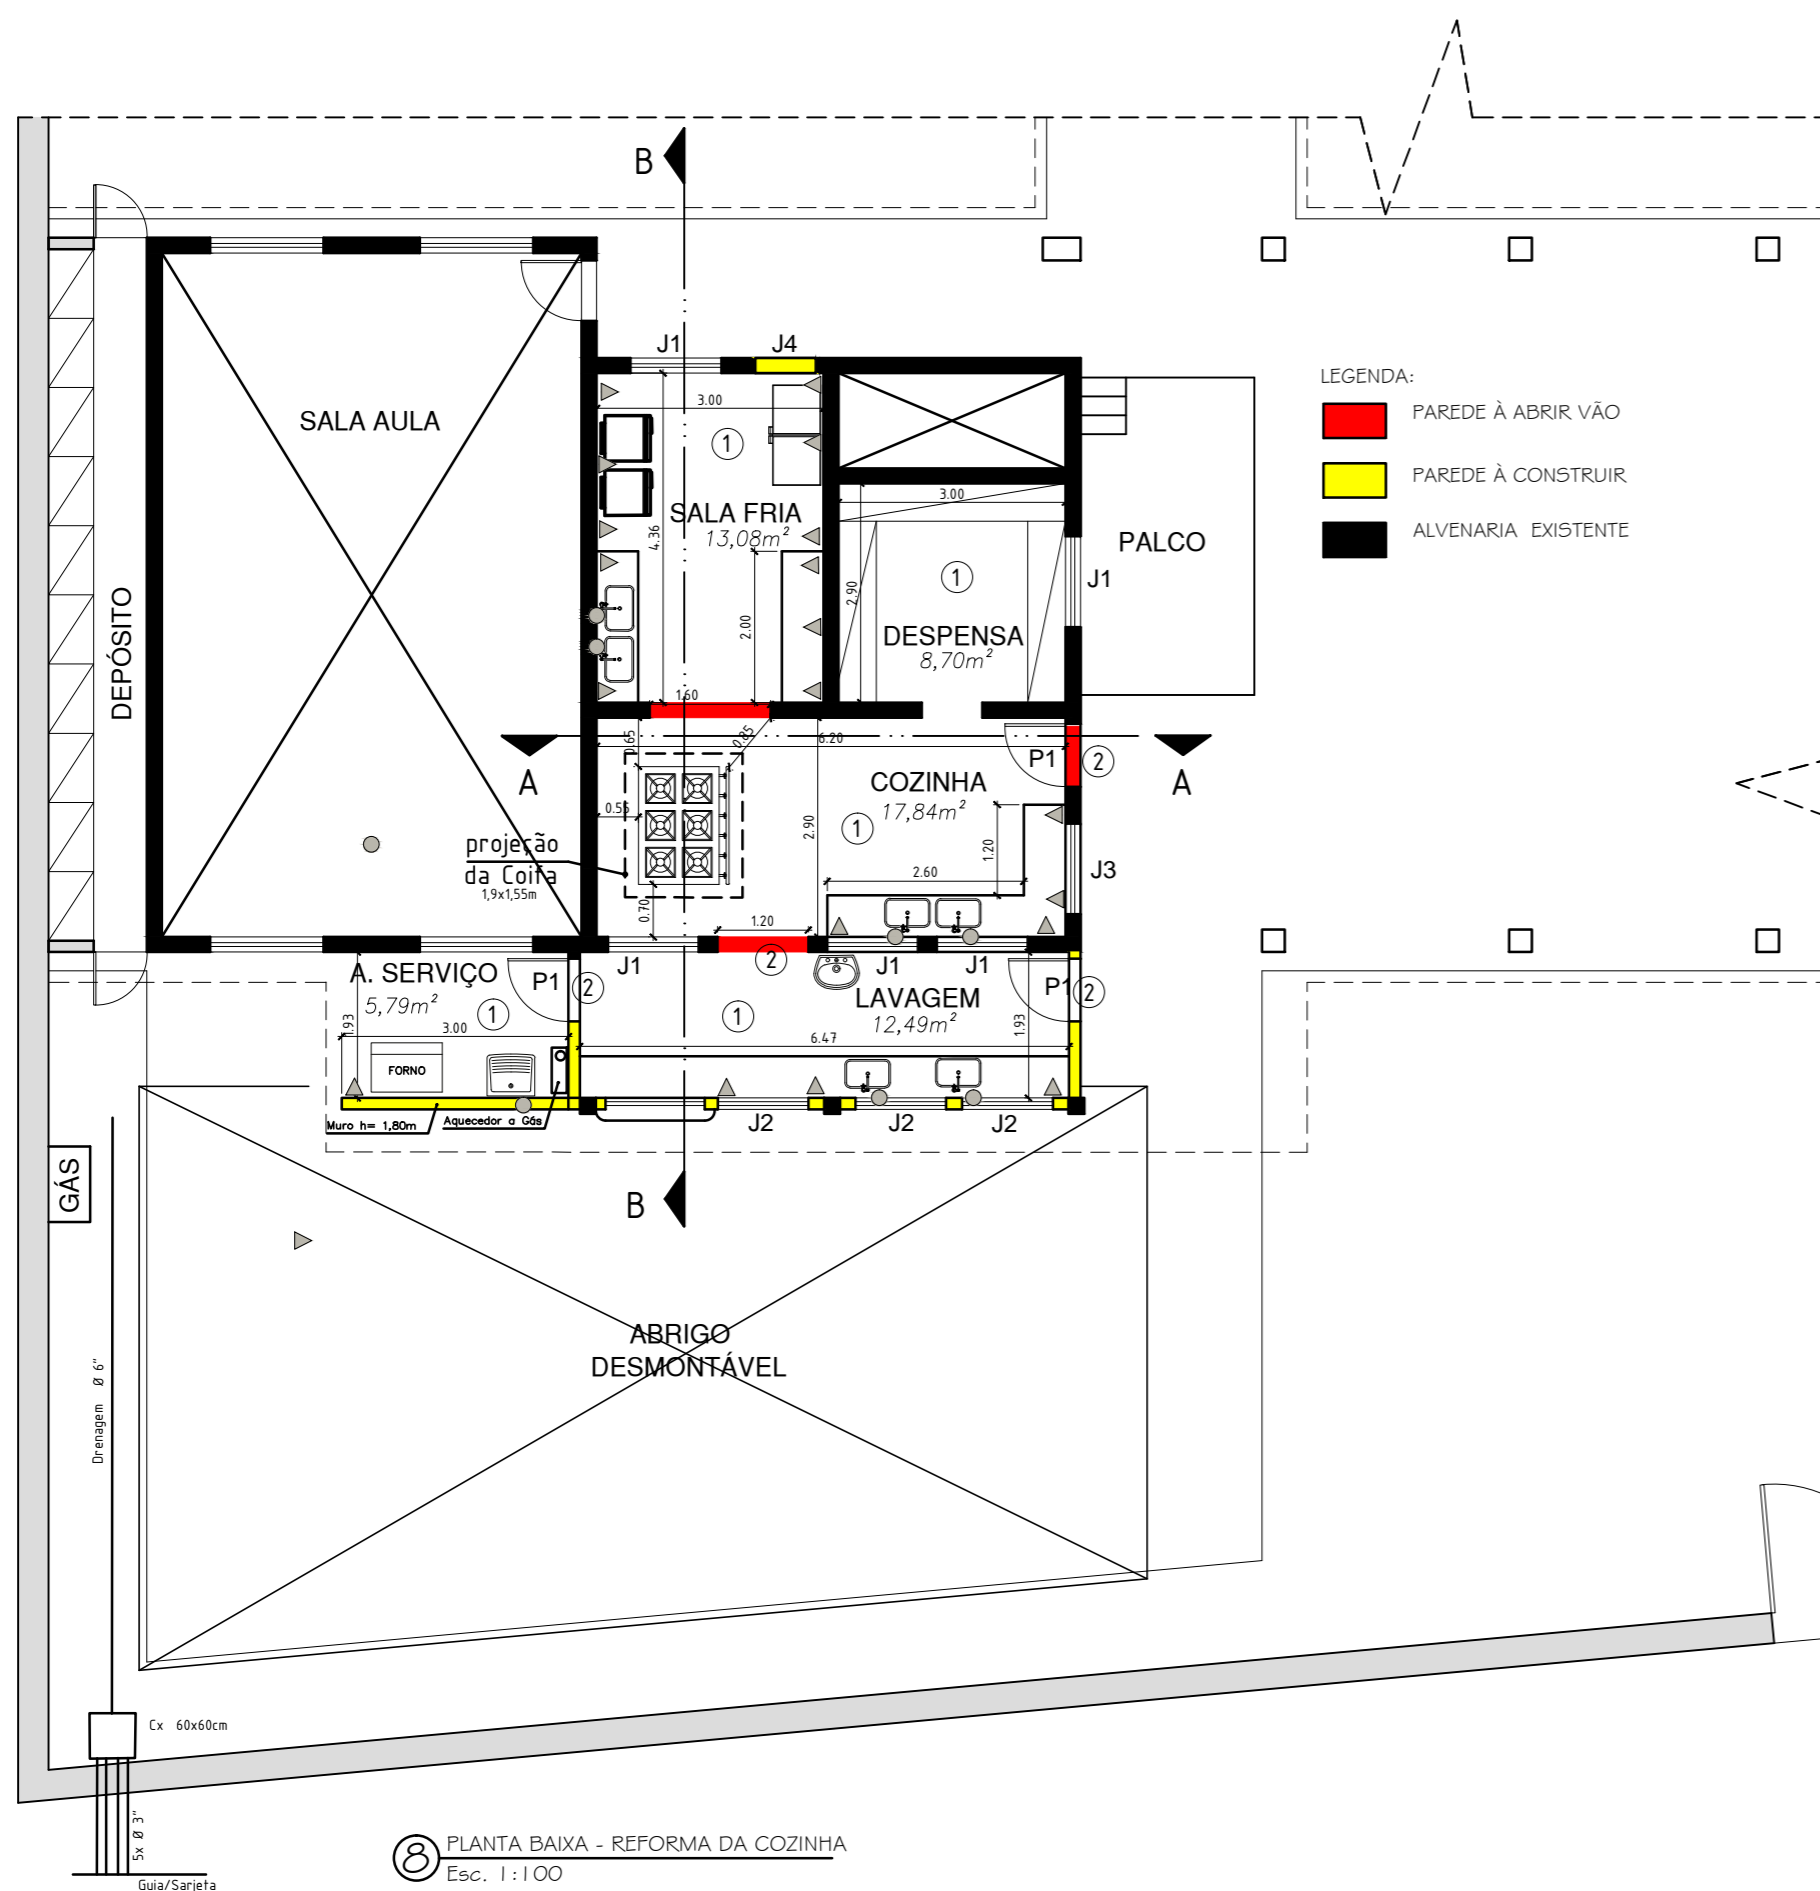 B
J1
J4
LEGENDA:
PAREDE À ABRIR VÃO
PAREDE À CONSTRUIR
ALVENARIA EXISTENTE
SALA AULA
3.00
1
SALA FRIA
13,08m²
4.36
2.00
3.00
1
2.90
DESPENSA
8,70m²
J1
PALCO
DEPÓSITO
1.60
A
0.65
0.85
6.20
P1
2
A
COZINHA
17,84m²
0.55
1
2.90
1.20
2.60
J3
projeção
da Coifa
1,9x1,55m
0.70
1.20
2
J1
J1
J1
A. SERVIÇO
5,79m²
P1
2
1
3.00
1.93
FORNO
LAVAGEM
12,49m²
P1
2
1
6.47
1.93
Muro h= 1,80m
Aquecedor a Gás
J2
J2
J2
GÁS
B
ABRIGO
DESMONTÁVEL
Drenagem Ø 6"
Cx 60x60cm
5x Ø 3"
Guia/Sarjeta
8
PLANTA BAIXA - REFORMA DA COZINHA
Esc. 1:100